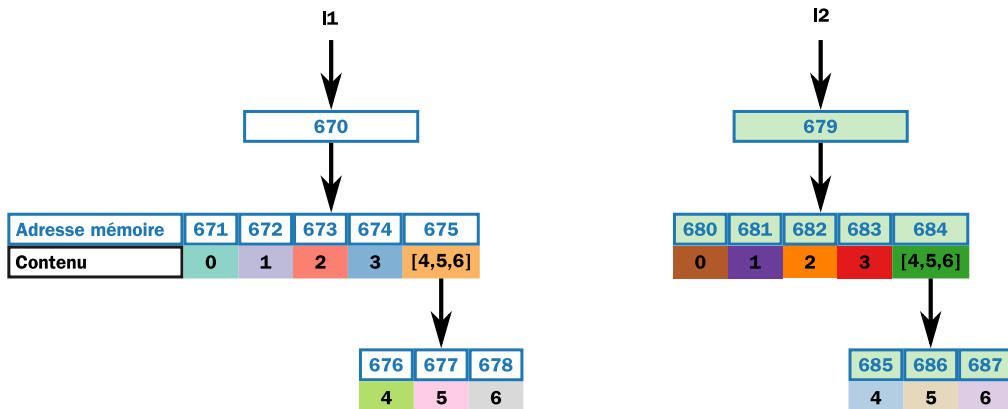 l1 l2
670 679
Adresse mémoire 671 672 673 674 675 680 681 682 683 684
Contenu 0 1 2 3 [4,5,6] 0 1 2 3 [4,5,6]
676 677 678 685 686 687
4 5 6 4 5 6